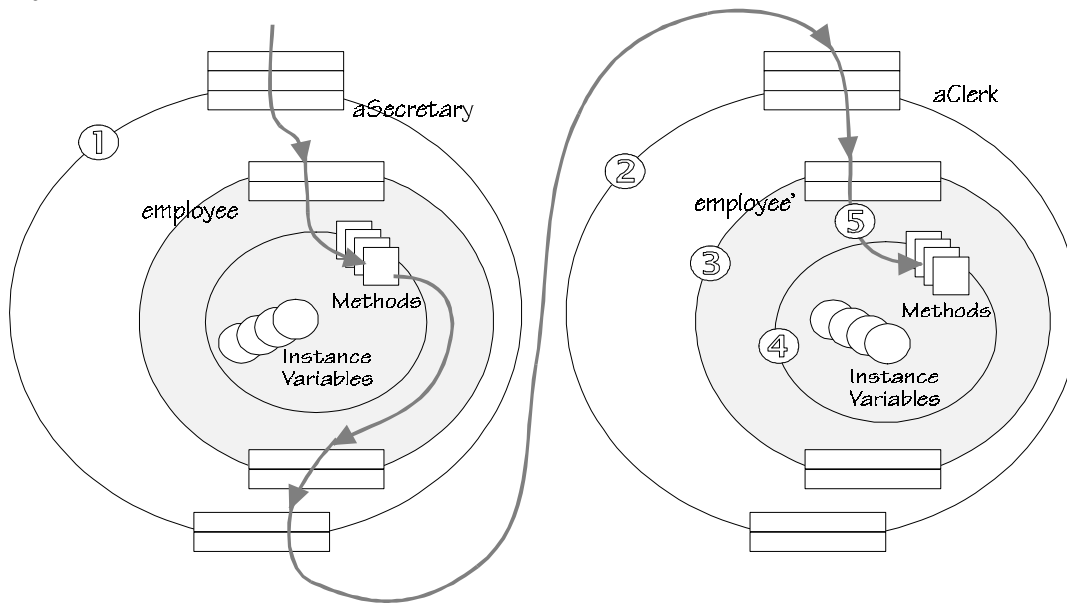 aSecretary
1
employee
Methods
Instance
Variables
aClerk
2
employee'
5
3
Methods
4
Instance
Variables